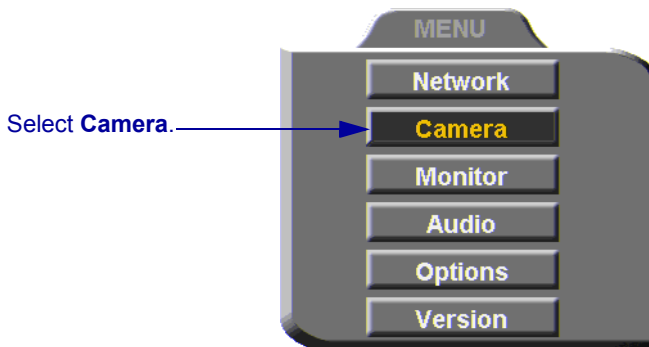 MENU
Network
Select Camera.
Camera
Monitor
Audio
Options
Version